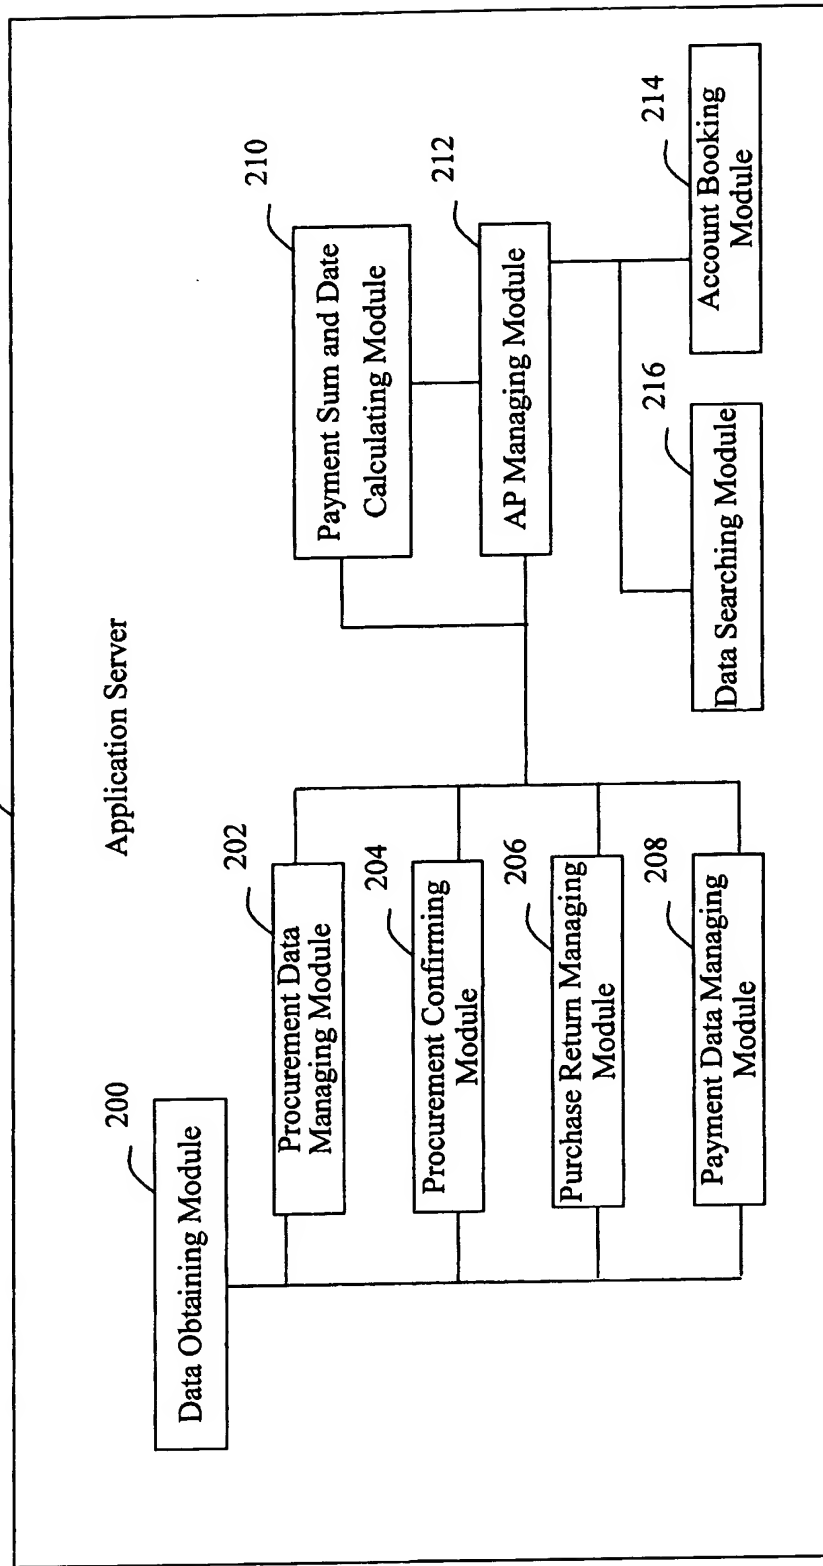 Application Server
200
Data Obtaining Module
202
Procurement Data
Managing Module
204
Procurement Confirming
Module
206
Purchase Return Managing
Module
208
Payment Data Managing
Module
210
Payment Sum and Date
Calculating Module
212
AP Managing Module
216
Data Searching Module
214
Account Booking
Module